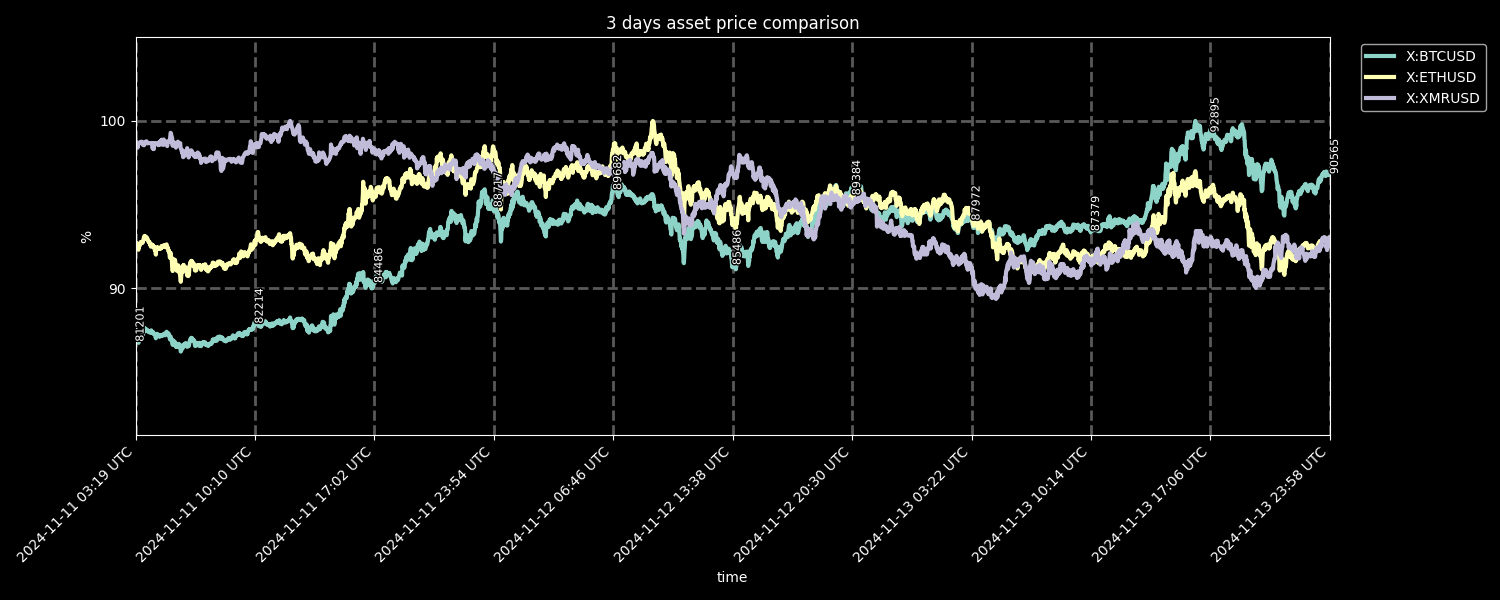 3 days asset price comparison
X:BTCUSD
X:ETHUSD
X:XMRUSD
100
90
%
81201
82214
84486
88717
89682
85486
89384
87972
87379
92895
90565
2024-11-11 03:19 UTC
2024-11-11 10:10 UTC
2024-11-11 17:02 UTC
2024-11-11 23:54 UTC
2024-11-12 06:46 UTC
2024-11-12 13:38 UTC
2024-11-12 20:30 UTC
2024-11-13 03:22 UTC
2024-11-13 10:14 UTC
2024-11-13 17:06 UTC
2024-11-13 23:58 UTC
time